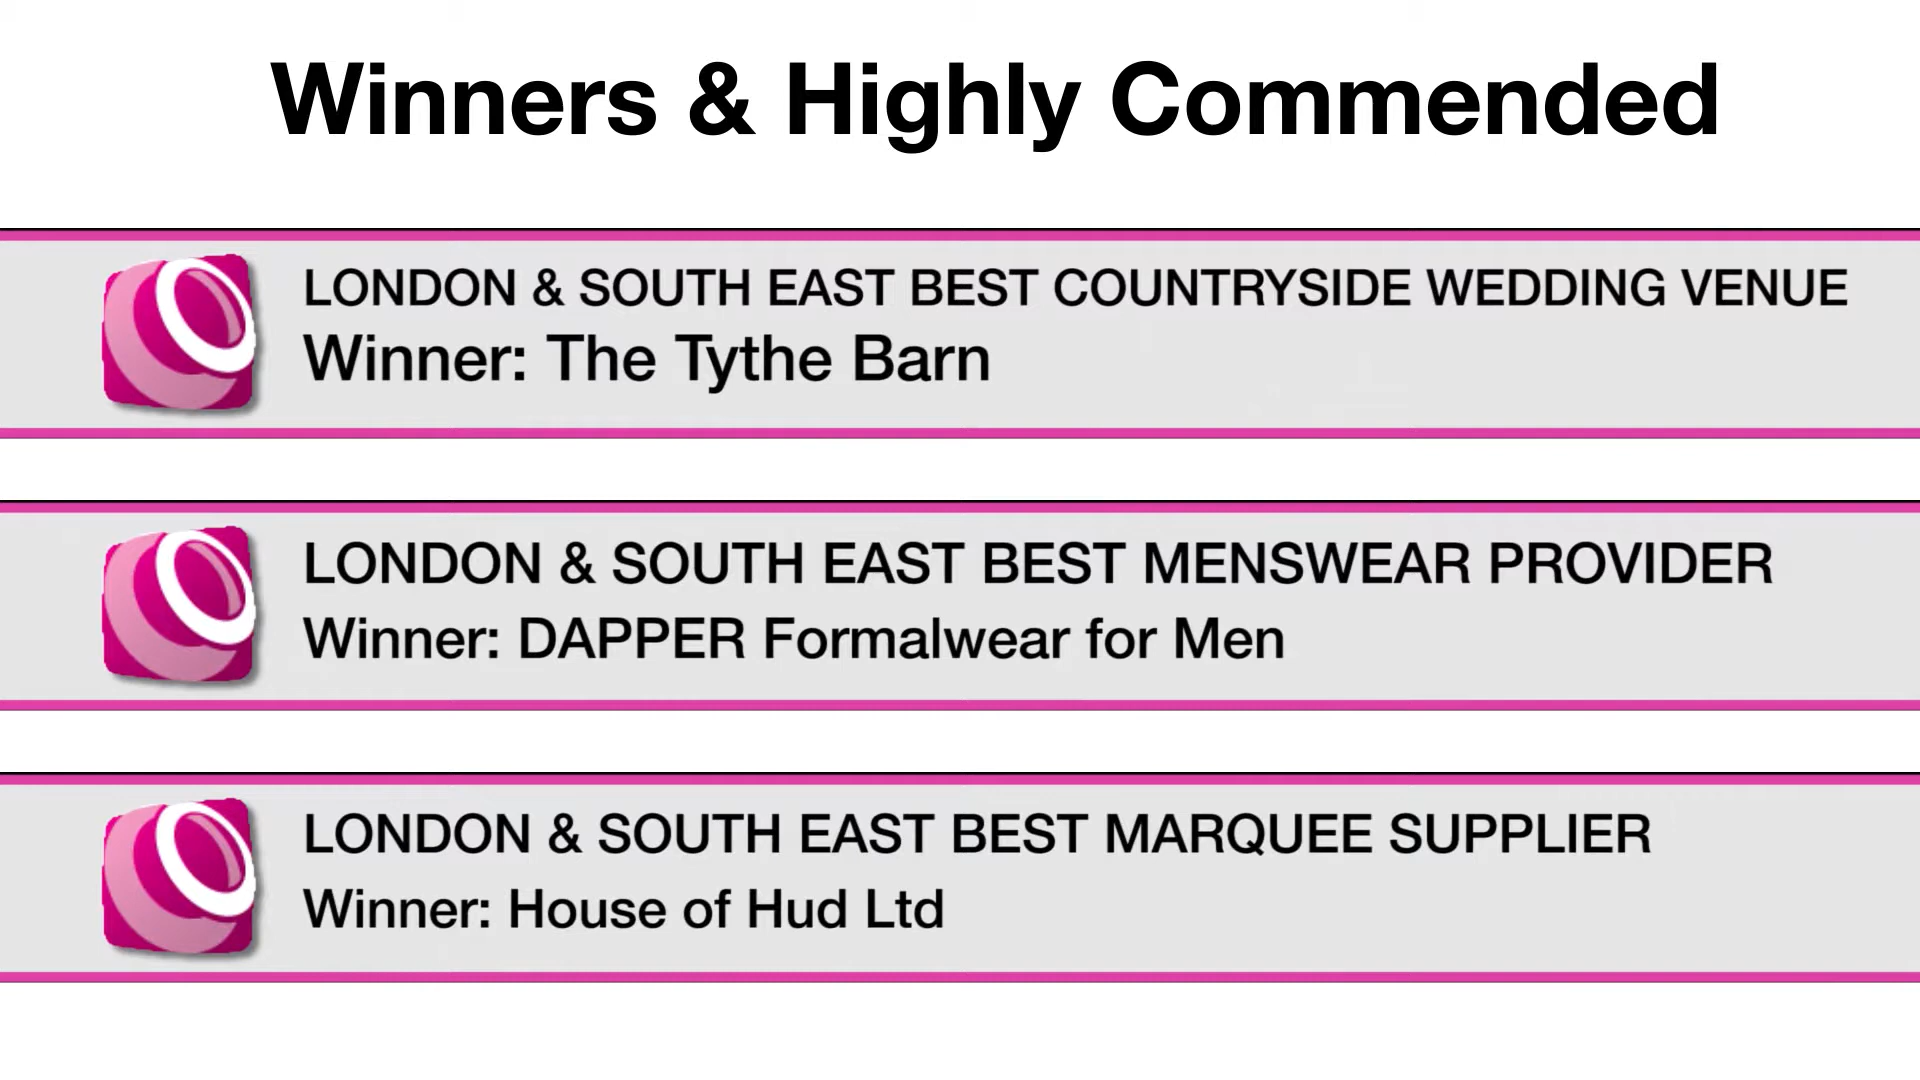 Winners & Highly Commended
LONDON & SOUTH EAST BEST COUNTRYSIDE WEDDING VENUE
Winner: The Tythe Barn
LONDON & SOUTH EAST BEST MENSWEAR PROVIDER
Winner: DAPPER Formalwear for Men
LONDON & SOUTH EAST BEST MARQUEE SUPPLIER
Winner: House of Hud Ltd